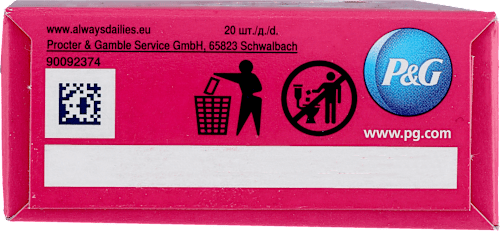 www.alwaysdailies.eu 20 шт./д./d.
Procter & Gamble Service GmbH, 65823 Schwalbach
90092374
P&G
www.pg.com